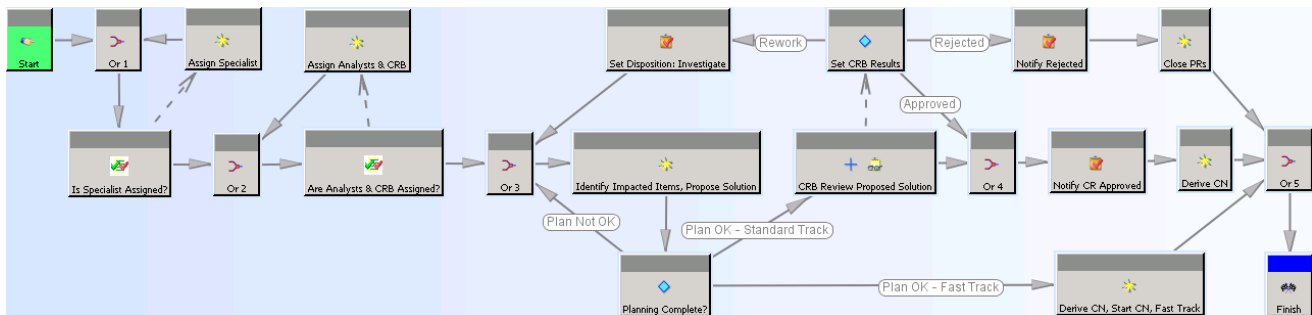 Start
Or 1
Assign Specialist
Assign Analysts & CRB
Set Disposition: Investigate
Rework
Set CRB Results
Rejected
Notify Rejected
Close PRs
Approved
Is Specialist Assigned?
Or 2
Are Analysts & CRB Assigned?
Or 3
Identify Impacted Items, Propose Solution
CRB Review Proposed Solution
Or 4
Notify CR Approved
Derive CN
Or 5
Plan Not OK
Plan OK - Standard Track
Planning Complete?
Plan OK - Fast Track
Derive CN, Start CN, Fast Track
Finish